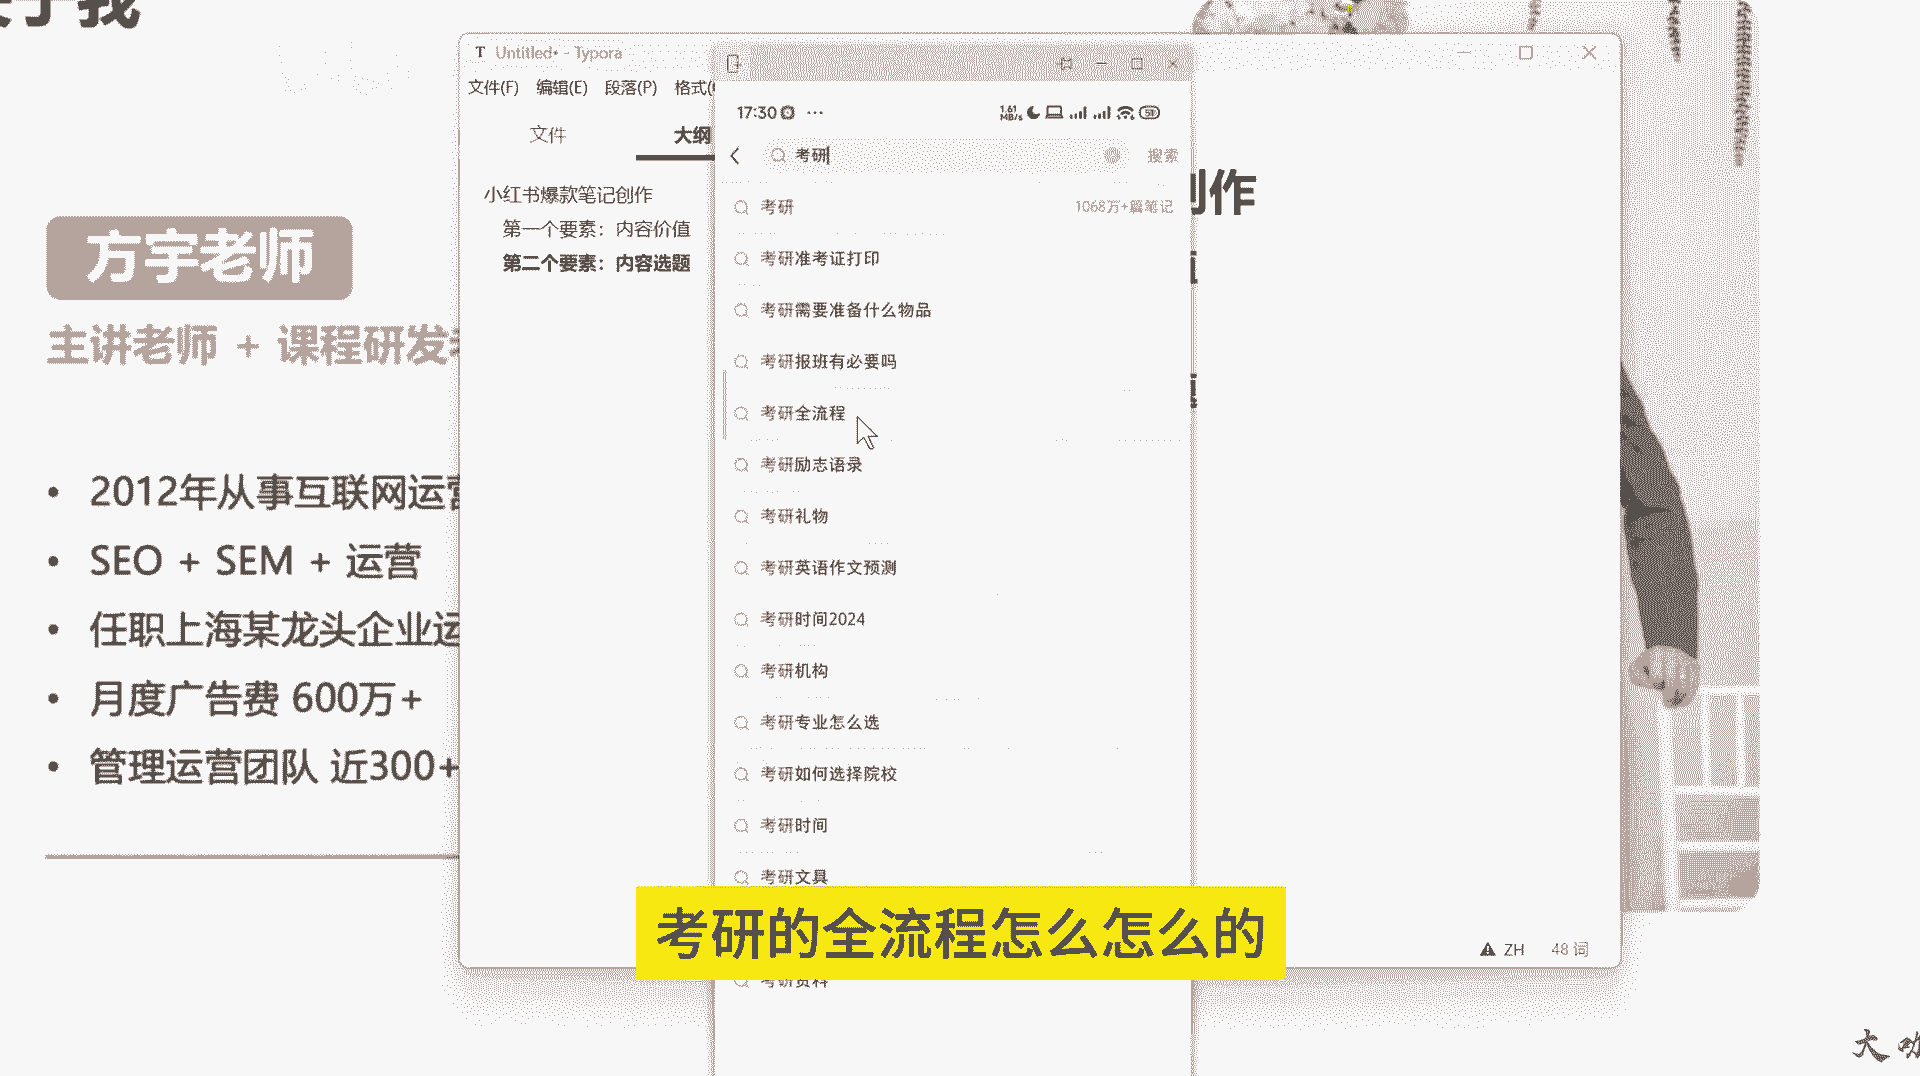 于我
方宇老师
主讲老师 + 课程研发
• 2012年从事互联网运营
• SEO + SEM + 运营
• 任职上海某龙头企业运
• 月度广告费 600万+
• 管理运营团队 近300+
T Untitled• - Typora
文件(F) 编辑(E) 段落(P) 格式(
文件
大纲
小红书爆款笔记创作
第一个要素：内容价值
第二个要素：内容选题
创作
17:30 ...
1.61 MB/s
考研
搜索
考研 1068万+篇笔记
考研准考证打印
考研需要准备什么物品
考研报班有必要吗
考研全流程
考研励志语录
考研礼物
考研英语作文预测
考研时间2024
考研机构
考研专业怎么选
考研如何选择院校
考研时间
考研文具
考研资料
考研的全流程怎么怎么的
ZH 48 词
大咖